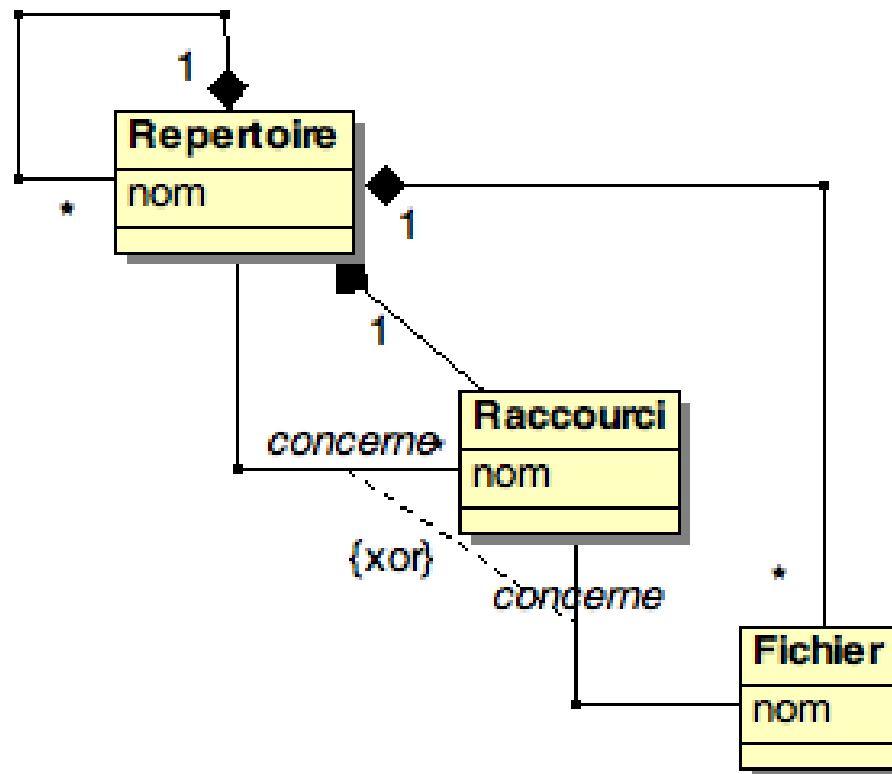 1
Repertoire
nom
*
1
1
Raccourci
concerne*
nom
{xor}
*
concerne
Fichier
nom